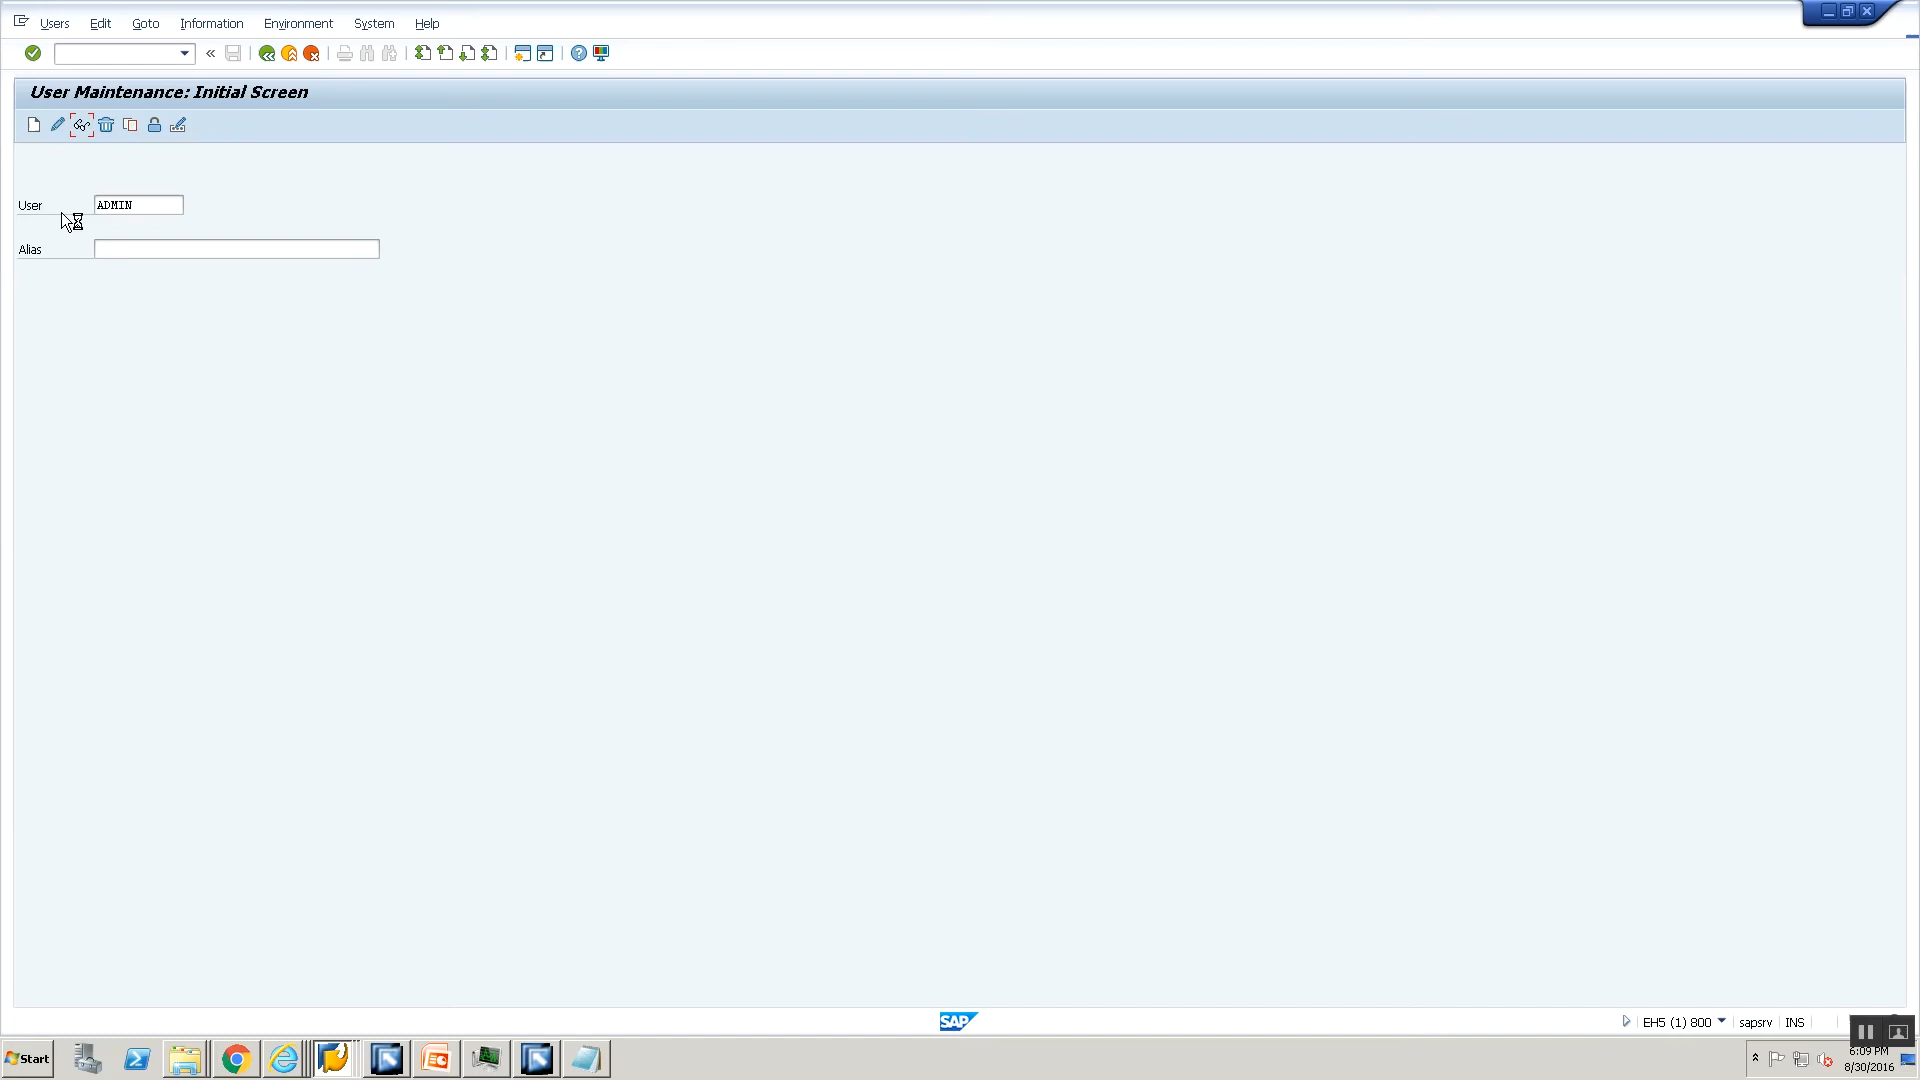 Users Edit Goto Information Environment System Help
User Maintenance: Initial Screen
User ADMIN
Alias
SAP
EH5 (1) 800 sapsrv INS
Start
6:09 PM
8/30/2016